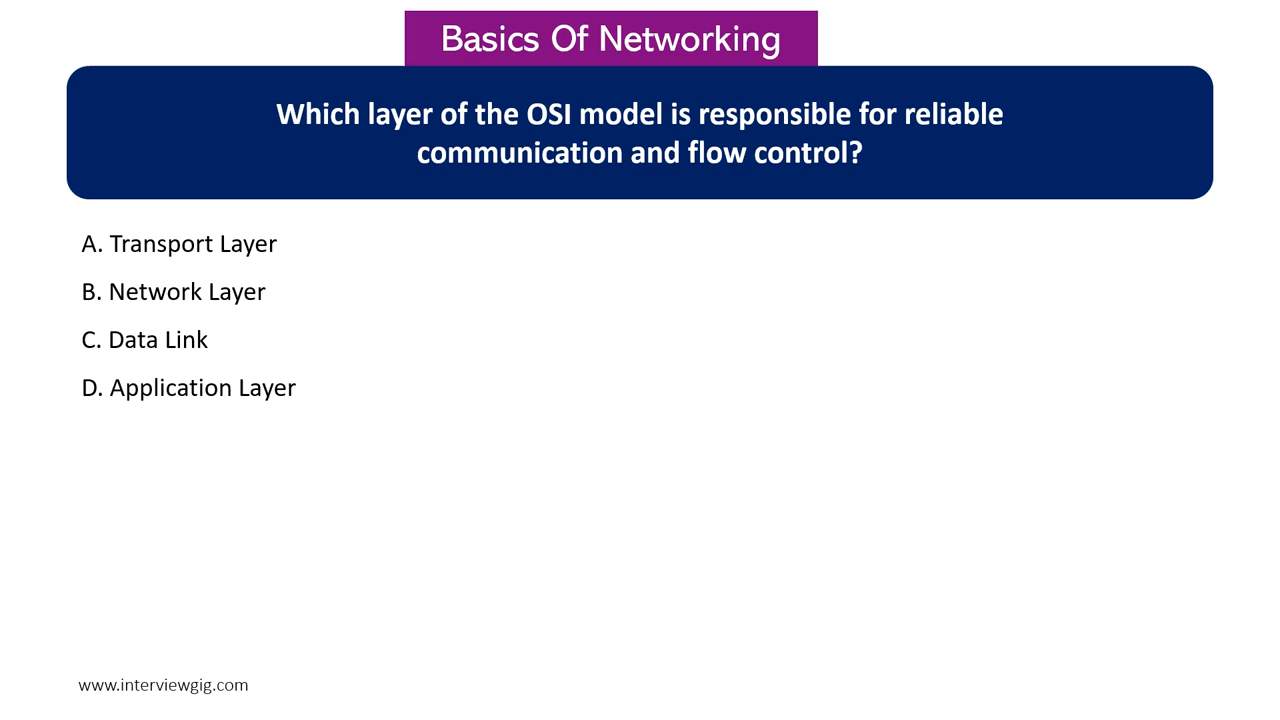 Basics Of Networking
Which layer of the OSI model is responsible for reliable
communication and flow control?
A. Transport Layer
B. Network Layer
C. Data Link
D. Application Layer
www.interviewgig.com